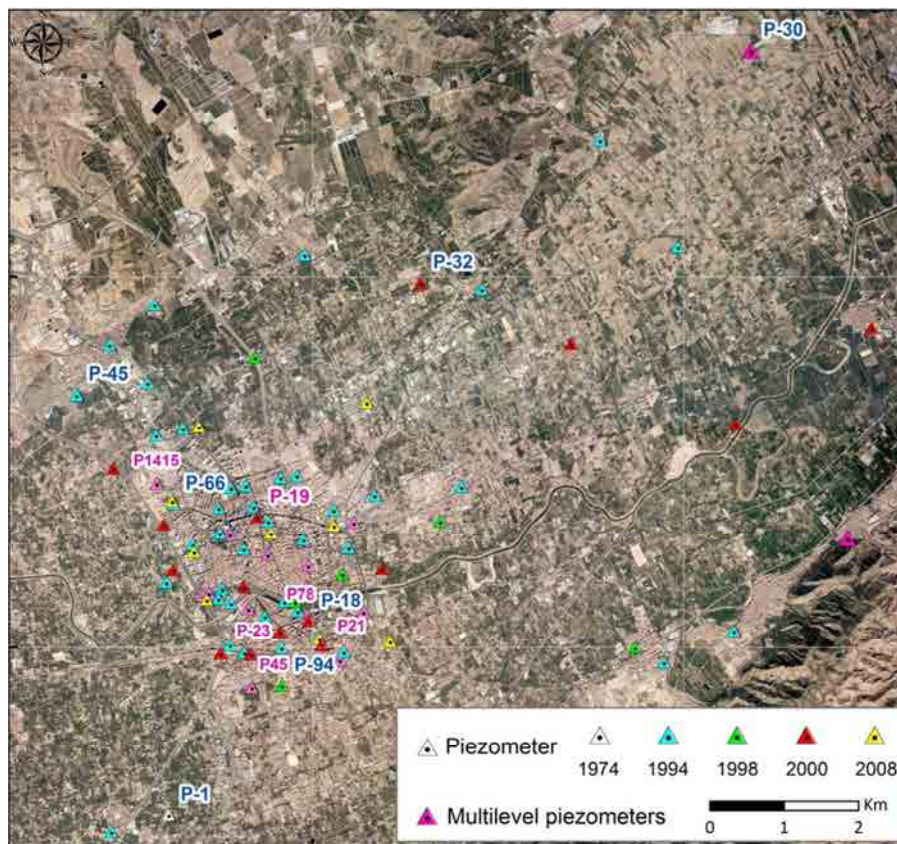 P-30
P-32
P-45
P1415
P-66
P-19
P78
P-18
P-23
P21
P45
P-94
P-1
Piezometer
1974 1994 1998 2000 2008
Multilevel piezometers
Km
0 1 2